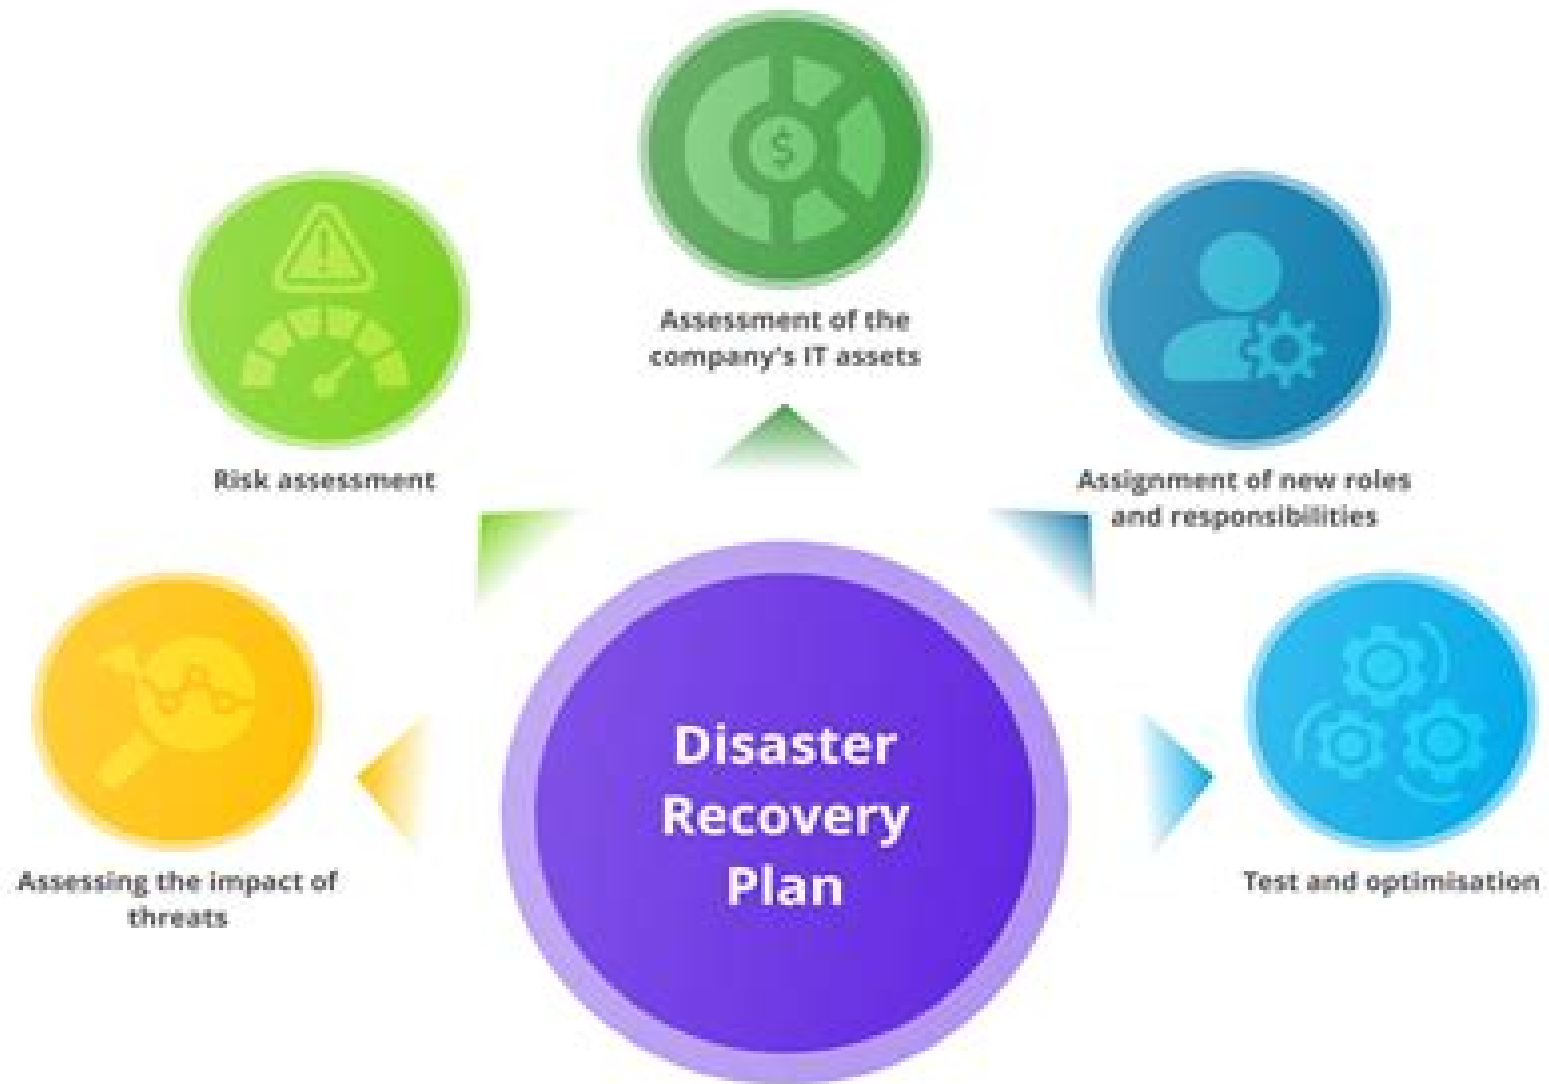 $
Assessment of the
company's IT assets
Risk assessment
Assignment of new roles
and responsibilities
Assessing the impact of
threats
Disaster
Recovery
Plan
Test and optimisation